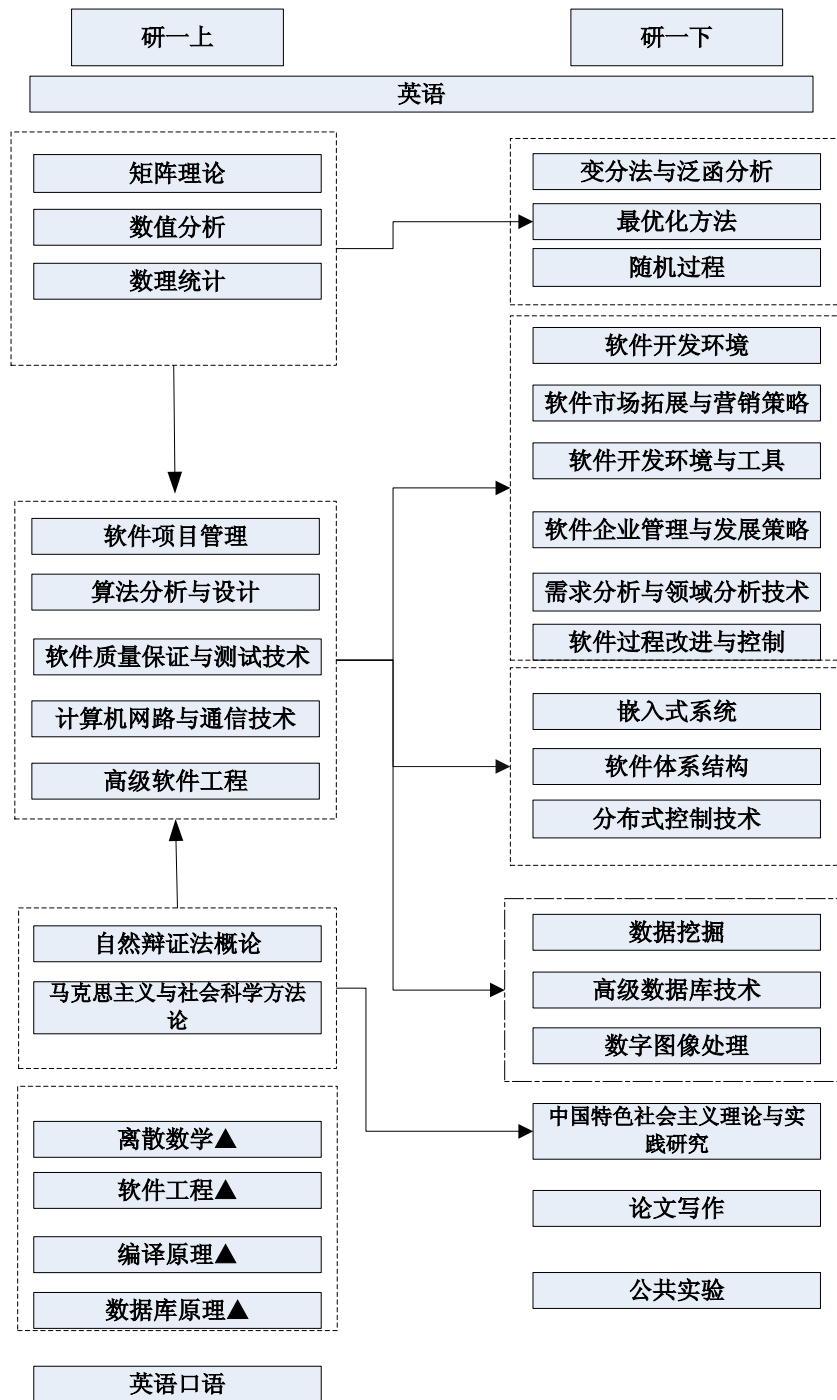 研一上
研一下
英语
矩阵理论
数值分析
数理统计
变分法与泛函分析
最优化方法
随机过程
软件开发环境
软件市场拓展与营销策略
软件开发环境与工具
软件企业管理与发展策略
需求分析与领域分析技术
软件过程改进与控制
软件项目管理
算法分析与设计
软件质量保证与测试技术
计算机网路与通信技术
高级软件工程
嵌入式系统
软件体系结构
分布式控制技术
自然辩证法概论
马克思主义与社会科学方法
论
数据挖掘
高级数据库技术
数字图像处理
离散数学▲
软件工程▲
编译原理▲
数据库原理▲
中国特色社会主义理论与实
践研究
论文写作
公共实验
英语口语